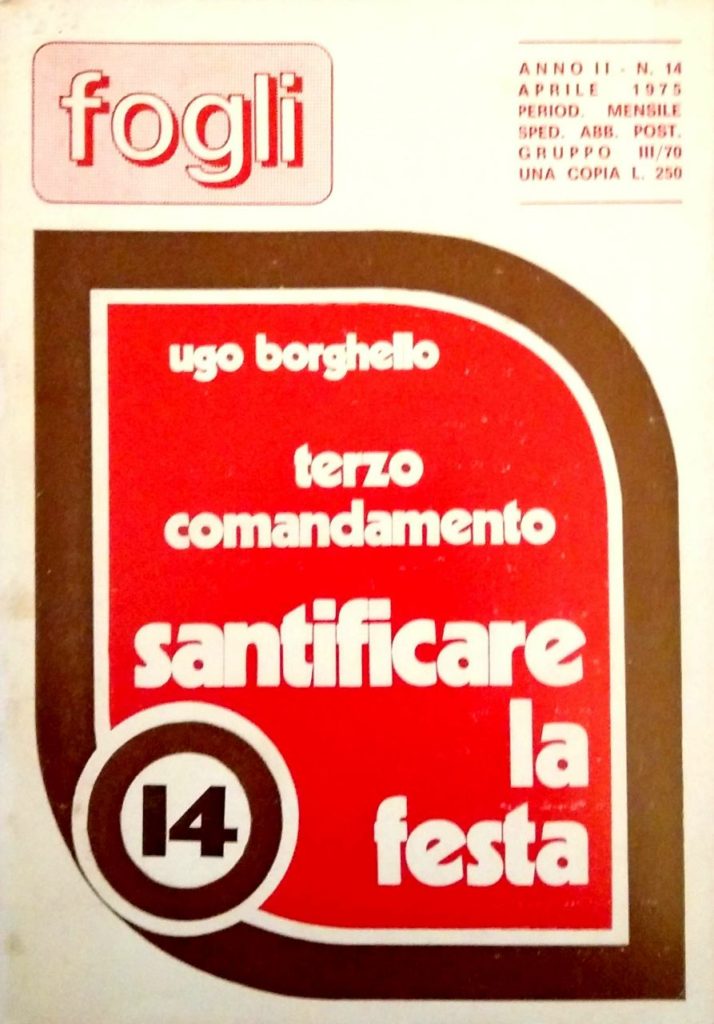 fogli
ANNO II - N. 14
APRILE 1975
PERIOD. MENSILE
SPED. ABB. POST.
GRUPPO III/70
UNA COPIA L. 250
ugo borghello
terzo
comandamento
santificare
la
festa
14